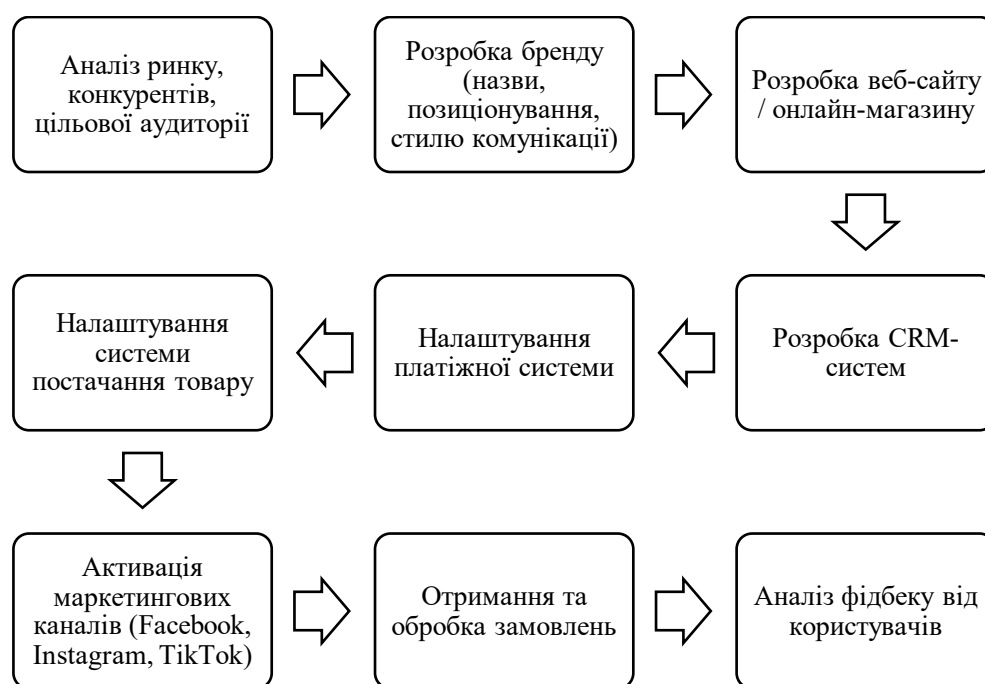 Аналіз ринку,
конкурентів,
цільової аудиторії
Розробка бренду
(назви,
позиціонування,
стилю комунікації)
Розробка веб-сайту
/ онлайн-магазину
Розробка CRM-
систем
Налаштування
платіжної системи
Налаштування
системи
постачання товару
Активація
маркетингових
каналів (Facebook,
Instagram, TikTok)
Отримання та
обробка замовлень
Аналіз фідбеку від
користувачів